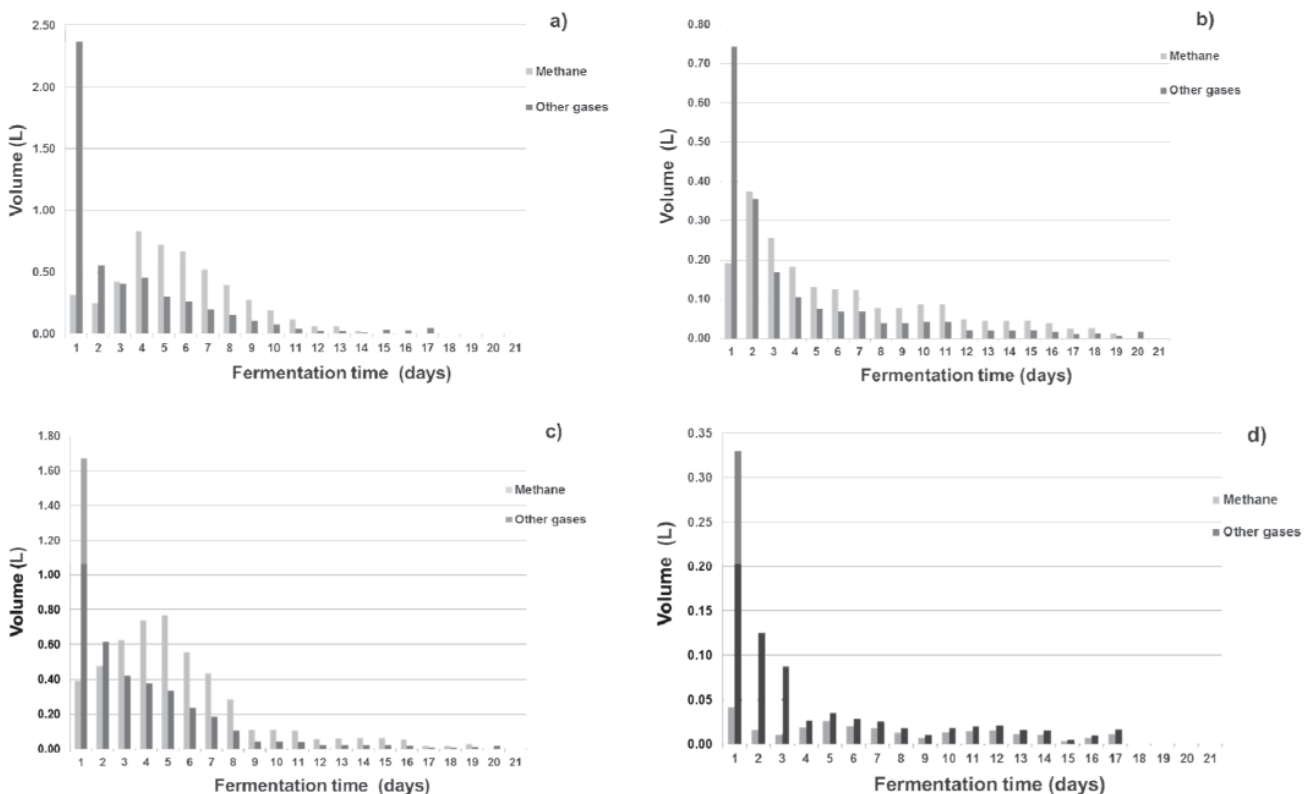 a)
2.50
2.00
1.50
1.00
0.50
0.00
Volume (L)
Methane
Other gases
1 2 3 4 5 6 7 8 9 10 11 12 13 14 15 16 17 18 19 20 21
Fermentation time (days)
b)
0.80
0.70
0.60
0.50
0.40
0.30
0.20
0.10
0.00
Volume (L)
Methane
Other gases
1 2 3 4 5 6 7 8 9 10 11 12 13 14 15 16 17 18 19 20 21
Fermentation time (days)
c)
1.80
1.60
1.40
1.20
1.00
0.80
0.60
0.40
0.20
0.00
Volume (L)
Methane
Other gases
1 2 3 4 5 6 7 8 9 10 11 12 13 14 15 16 17 18 19 20 21
Fermentation time (days)
d)
0.35
0.30
0.25
0.20
0.15
0.10
0.05
0.00
Volume (L)
Methane
Other gases
1 2 3 4 5 6 7 8 9 10 11 12 13 14 15 16 17 18 19 20 21
Fermentation time (days)